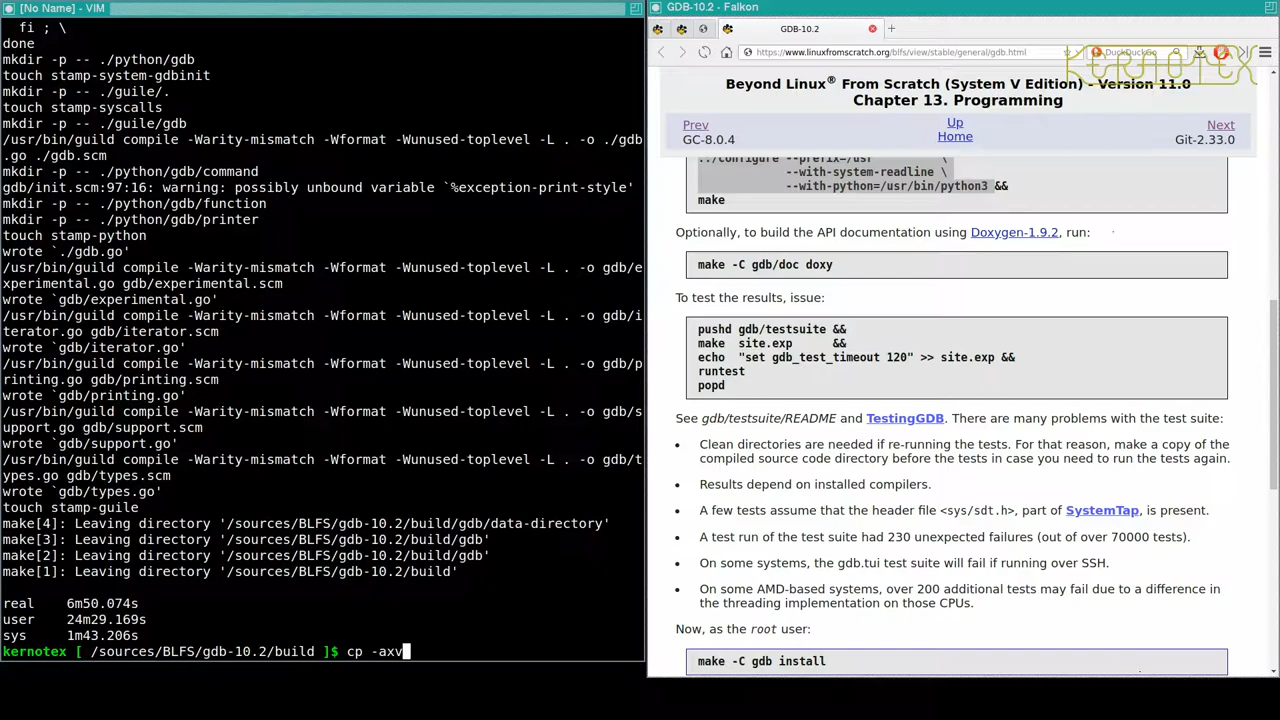 [No Name] - VIM
fi ; \
done
mkdir -p -- ./python/gdb
touch stamp-system-gdbinit
mkdir -p -- ./guile/.
touch stamp-syscalls
mkdir -p -- ./guile/gdb
/usr/bin/guild compile -Warity-mismatch -Wformat -Wunused-toplevel -L . -o ./gdb
.go ./gdb.scm
mkdir -p -- ./python/gdb/command
gdb/init.scm:97:16: warning: possibly unbound variable `%exception-print-style'
mkdir -p -- ./python/gdb/function
mkdir -p -- ./python/gdb/printer
touch stamp-python
wrote `./gdb.go'
/usr/bin/guild compile -Warity-mismatch -Wformat -Wunused-toplevel -L . -o gdb/e
xperimental.go gdb/experimental.scm
wrote `gdb/experimental.go'
/usr/bin/guild compile -Warity-mismatch -Wformat -Wunused-toplevel -L . -o gdb/i
terator.go gdb/iterator.scm
wrote `gdb/iterator.go'
/usr/bin/guild compile -Warity-mismatch -Wformat -Wunused-toplevel -L . -o gdb/p
rinting.go gdb/printing.scm
wrote `gdb/printing.go'
/usr/bin/guild compile -Warity-mismatch -Wformat -Wunused-toplevel -L . -o gdb/s
upport.go gdb/support.scm
wrote `gdb/support.go'
/usr/bin/guild compile -Warity-mismatch -Wformat -Wunused-toplevel -L . -o gdb/t
ypes.go gdb/types.scm
wrote `gdb/types.go'
touch stamp-guile
make[4]: Leaving directory '/sources/BLFS/gdb-10.2/build/gdb/data-directory'
make[3]: Leaving directory '/sources/BLFS/gdb-10.2/build/gdb'
make[2]: Leaving directory '/sources/BLFS/gdb-10.2/build/gdb'
make[1]: Leaving directory '/sources/BLFS/gdb-10.2/build'
real 6m50.074s
user 24m29.169s
sys 1m43.206s
kernotex [ /sources/BLFS/gdb-10.2/build ]$ cp -axv
GDB-10.2 - Falkon
GDB-10.2
https://www.linuxfromscratch.org/blfs/view/stable/general/gdb.html
DuckDuckGo
KERNOTEX
Beyond Linux® From Scratch (System V Edition) - Version 11.0
Chapter 13. Programming
Prev Up Next
GC-8.0.4 Home Git-2.33.0
../configure --prefix=/usr \
--with-system-readline \
--with-python=/usr/bin/python3 &&
make
Optionally, to build the API documentation using Doxygen-1.9.2, run:
make -C gdb/doc doxy
To test the results, issue:
pushd gdb/testsuite &&
make site.exp &&
echo "set gdb_test_timeout 120" >> site.exp &&
runtest
popd
See gdb/testsuite/README and TestingGDB. There are many problems with the test suite:
• Clean directories are needed if re-running the tests. For that reason, make a copy of the
compiled source code directory before the tests in case you need to run the tests again.
• Results depend on installed compilers.
• A few tests assume that the header file <sys/sdt.h>, part of SystemTap, is present.
• A test run of the test suite had 230 unexpected failures (out of over 70000 tests).
• On some systems, the gdb.tui test suite will fail if running over SSH.
• On some AMD-based systems, over 200 additional tests may fail due to a difference in
the threading implementation on those CPUs.
Now, as the root user:
make -C gdb install